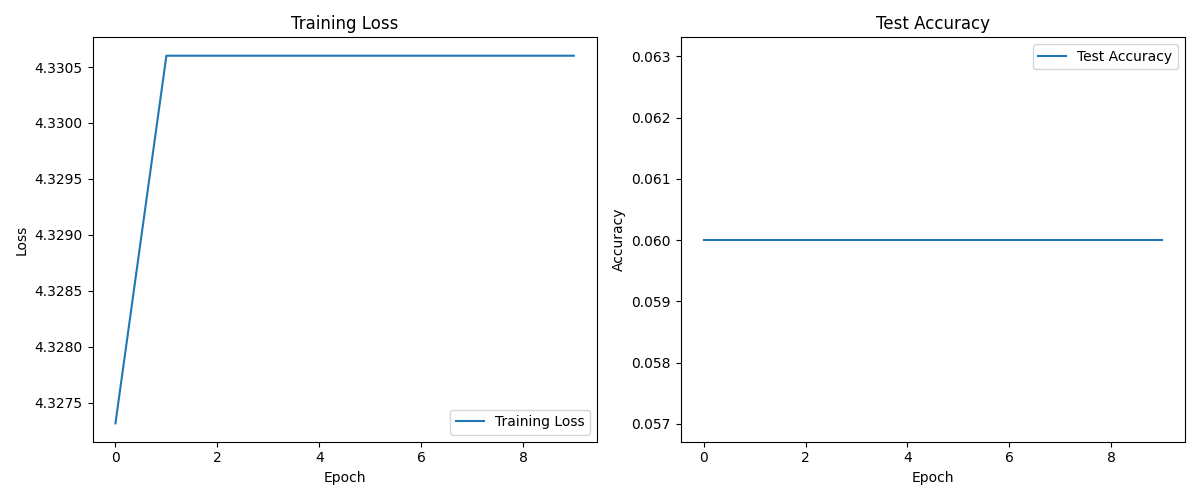 Training Loss
4.3305
4.3300
4.3295
4.3290
4.3285
4.3280
4.3275
Loss
Training Loss
0 2 4 6 8
Epoch
Test Accuracy
0.063
0.062
0.061
0.060
0.059
0.058
0.057
Accuracy
Test Accuracy
0 2 4 6 8
Epoch